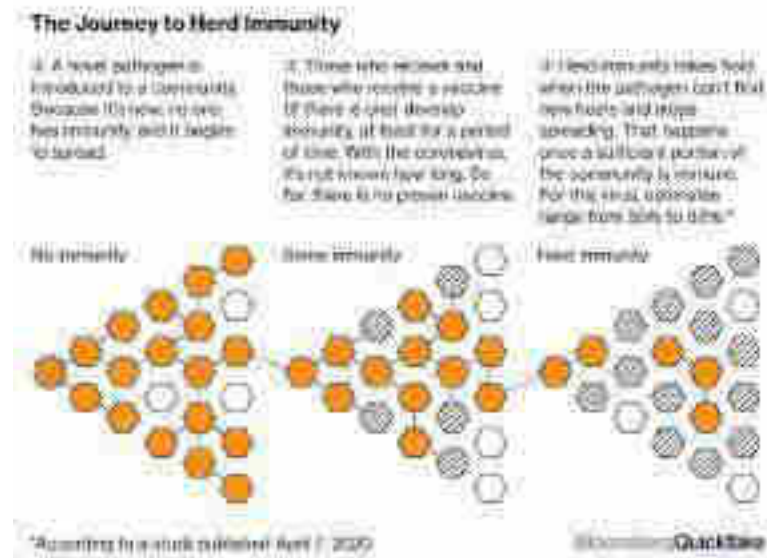 The Journey to Herd Immunity
1. A novel pathogen is
introduced to a community.
Because it's new, no one
has immunity and it begins
to spread.
2. Those who recover and
those who receive a vaccine
(if there is one) develop
immunity, at least for a period
of time. With the coronavirus,
it's not known how long. So
far, there is no proven vaccine.
3. Herd immunity takes hold
when the pathogen can't find
new hosts and stops
spreading. That happens
once a sufficient portion of
the community is immune.
For this virus, estimates
range from to
No immunity
Some immunity
Herd immunity
*According to a study published April 7, 2020
Bloomberg QuickTake